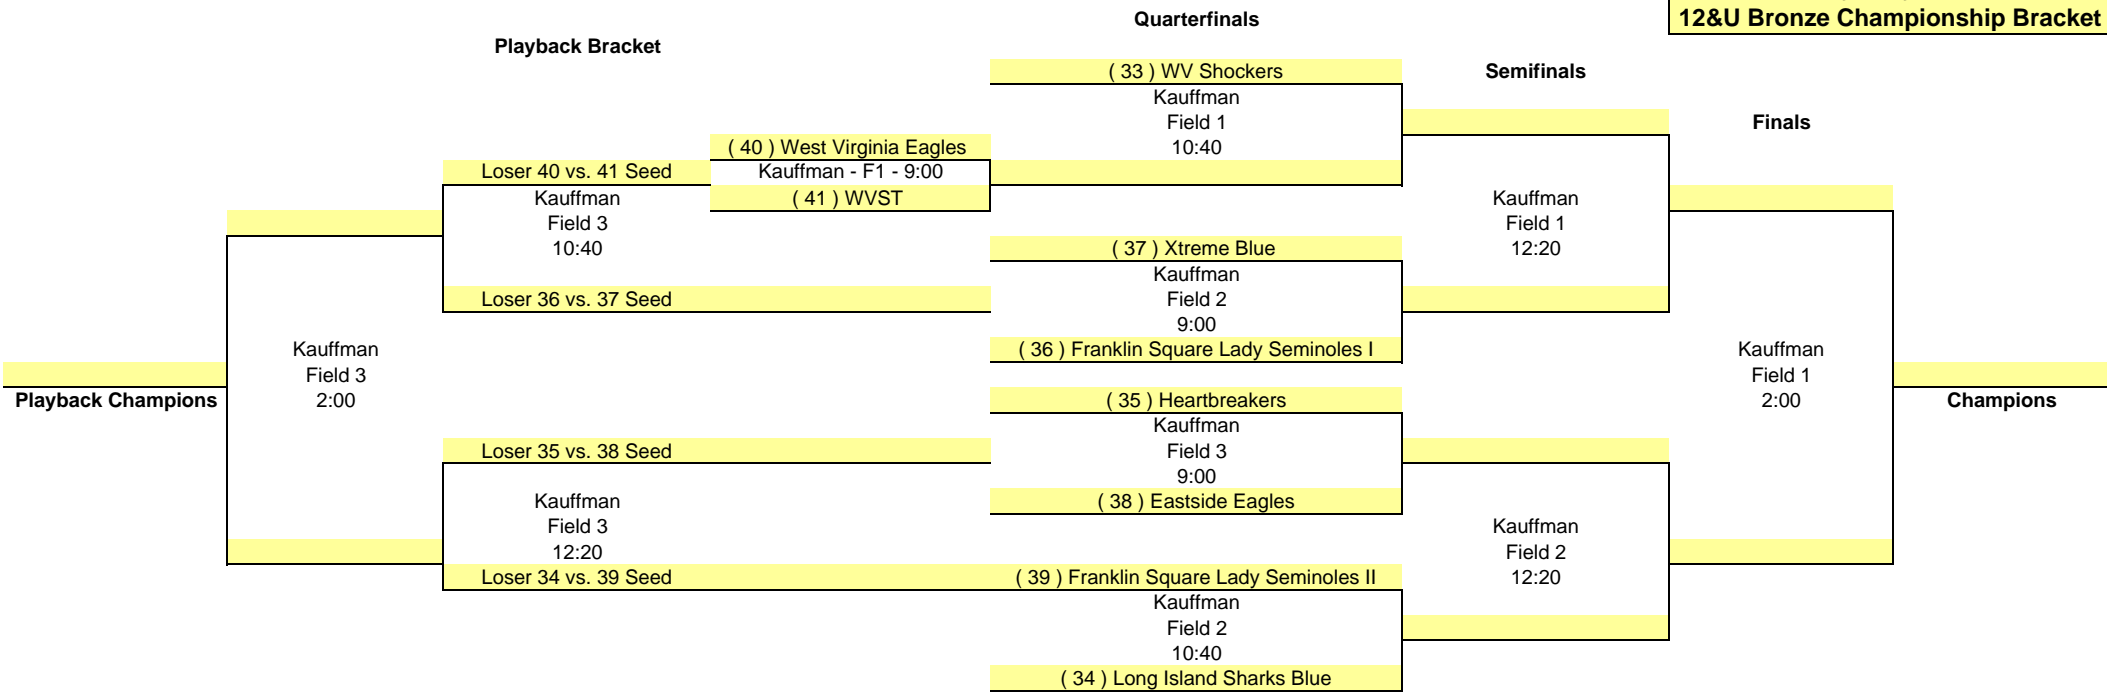 Quarterfinals
12&U Bronze Championship Bracket
Playback Bracket
( 33 ) WV Shockers
Semifinals
Kauffman
Field 1
10:40
Finals
( 40 ) West Virginia Eagles
Loser 40 vs. 41 Seed
Kauffman - F1 - 9:00
( 41 ) WVST
Kauffman
Field 3
10:40
Kauffman
Field 1
12:20
( 37 ) Xtreme Blue
Kauffman
Field 2
9:00
Loser 36 vs. 37 Seed
( 36 ) Franklin Square Lady Seminoles I
Kauffman
Field 3
2:00
Kauffman
Field 1
2:00
Playback Champions
Champions
( 35 ) Heartbreakers
Kauffman
Field 3
9:00
Loser 35 vs. 38 Seed
( 38 ) Eastside Eagles
Kauffman
Field 3
12:20
Kauffman
Field 2
12:20
Loser 34 vs. 39 Seed
( 39 ) Franklin Square Lady Seminoles II
Kauffman
Field 2
10:40
( 34 ) Long Island Sharks Blue